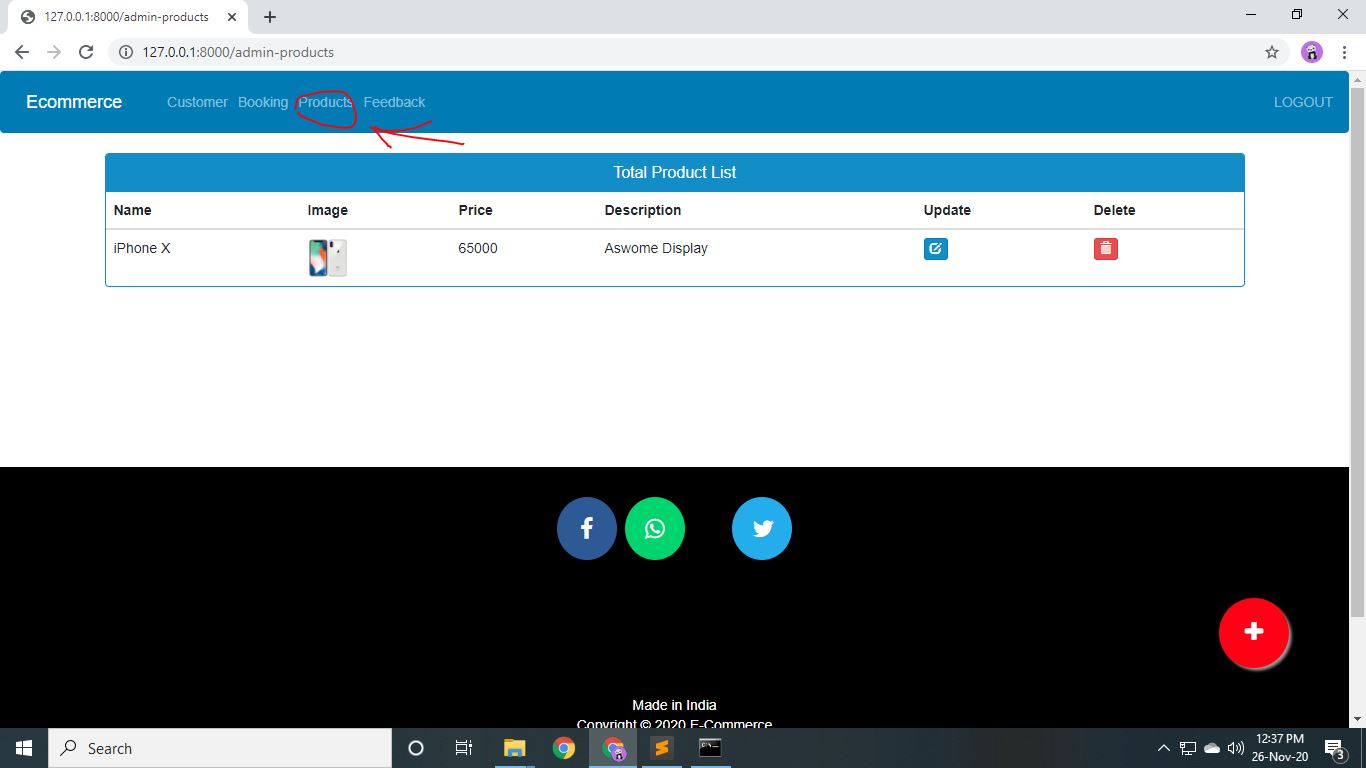 127.0.0.1:8000/admin-products
127.0.0.1:8000/admin-products
Ecommerce Customer Booking Products Feedback LOGOUT
Total Product List
Name Image Price Description Update Delete
iPhone X 65000 Aswome Display
Made in India
Copyright © 2020 E-Commerce
Search
12:37 PM
26-Nov-20
3